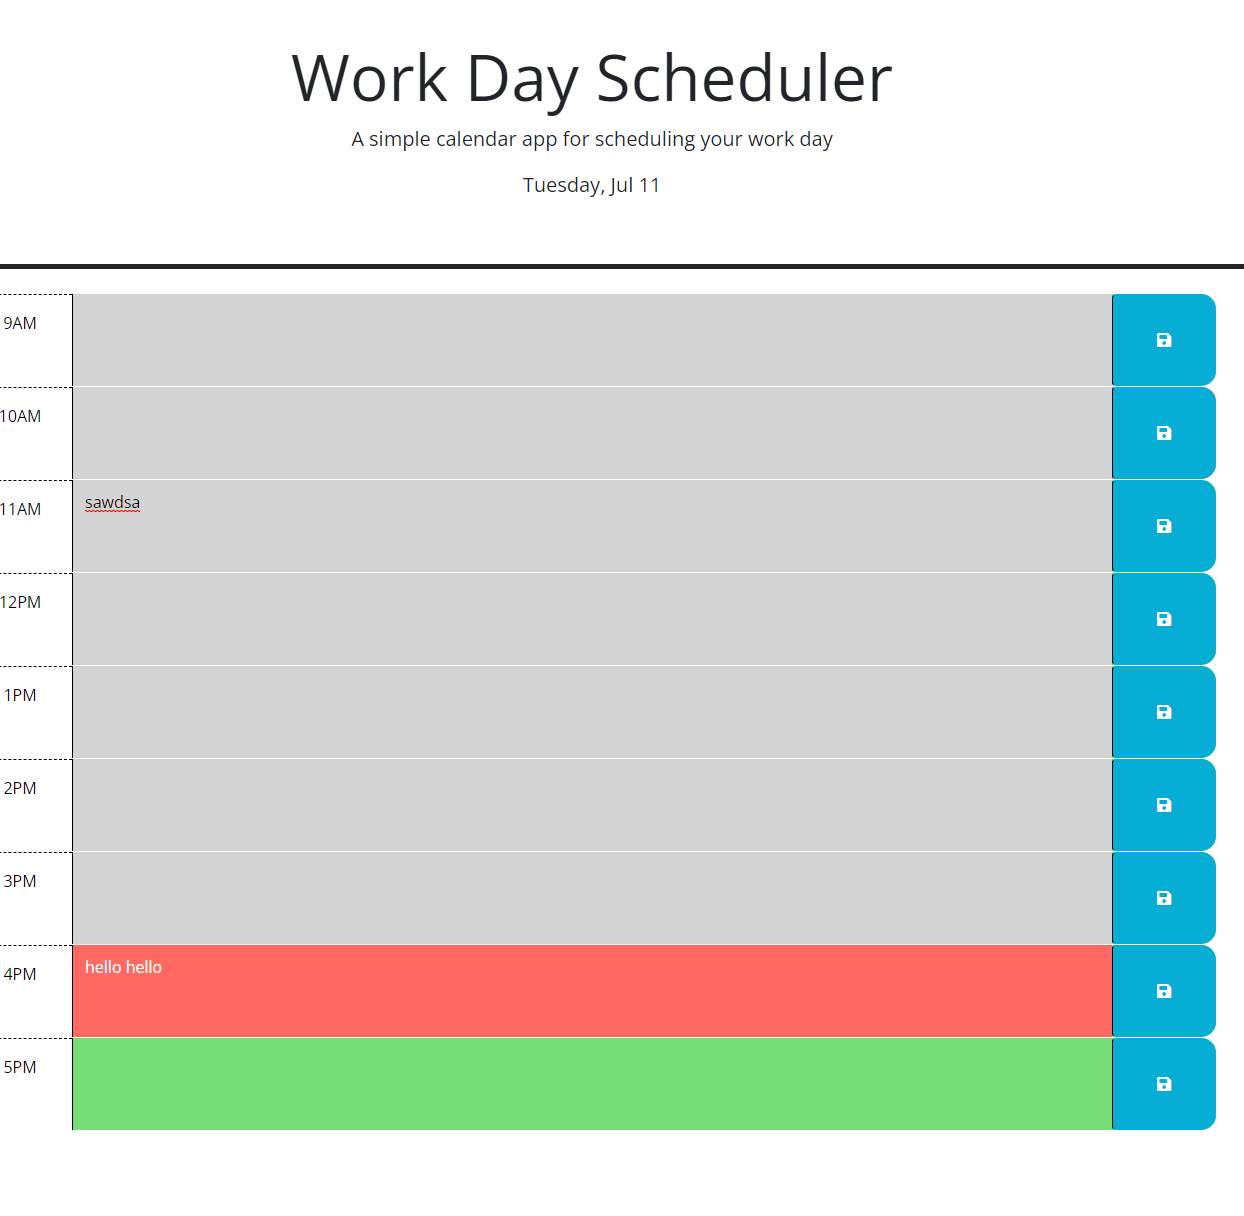 Work Day Scheduler
A simple calendar app for scheduling your work day
Tuesday, Jul 11
9AM
10AM
11AM
sawdsa
12PM
1PM
2PM
3PM
4PM
hello hello
5PM